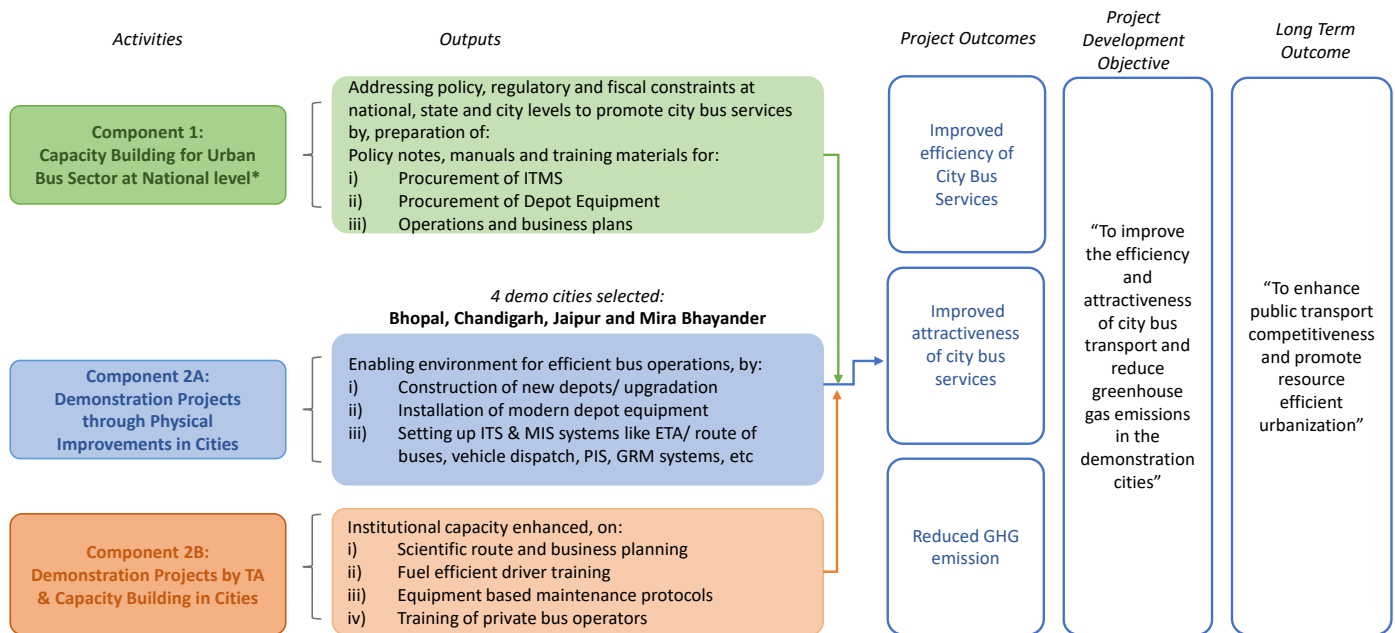 Activities
Outputs
Project Outcomes
Project
Development
Objective
Long Term
Outcome
Component 1:
Capacity Building for Urban
Bus Sector at National level*
Addressing policy, regulatory and fiscal constraints at
national, state and city levels to promote city bus services
by, preparation of:
Policy notes, manuals and training materials for:
i) Procurement of ITMS
ii) Procurement of Depot Equipment
iii) Operations and business plans
4 demo cities selected:
Bhopal, Chandigarh, Jaipur and Mira Bhayander
Component 2A:
Demonstration Projects
through Physical
Improvements in Cities
Enabling environment for efficient bus operations, by:
i) Construction of new depots/ upgradation
ii) Installation of modern depot equipment
iii) Setting up ITS & MIS systems like ETA/ route of
buses, vehicle dispatch, PIS, GRM systems, etc
Component 2B:
Demonstration Projects by TA
& Capacity Building in Cities
Institutional capacity enhanced, on:
i) Scientific route and business planning
ii) Fuel efficient driver training
iii) Equipment based maintenance protocols
iv) Training of private bus operators
Improved
efficiency of
City Bus
Services
Improved
attractiveness
of city bus
services
Reduced GHG
emission
“To improve
the efficiency
and
attractiveness
of city bus
transport and
reduce
greenhouse
gas emissions
in the
demonstration
cities”
“To enhance
public transport
competitiveness
and promote
resource
efficient
urbanization”